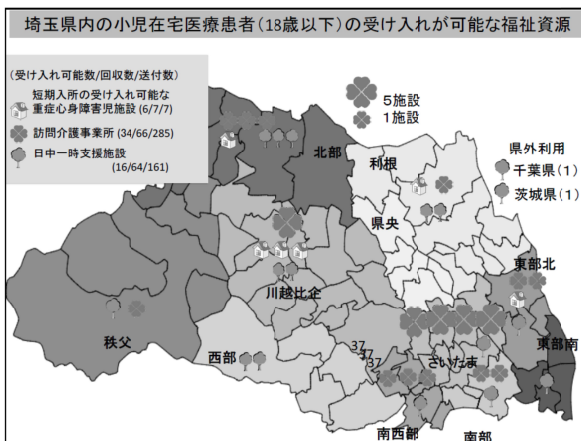 埼玉県内の小児在宅医療患者(18歳以下)の受け入れが可能な福祉資源
(受け入れ可能数/回収数/送付数)
短期入所の受け入れ可能な
重症心身障害児施設 (6/7/7)
訪問介護事業所 (34/66/285)
日中一時支援施設
(16/64/161)
5施設
1施設
県外利用
千葉県(1)
茨城県(1)
北部
利根
県央
東部北
川越比企
秩父
西部
37
37
37
さいたま
東部南
南西部
南部